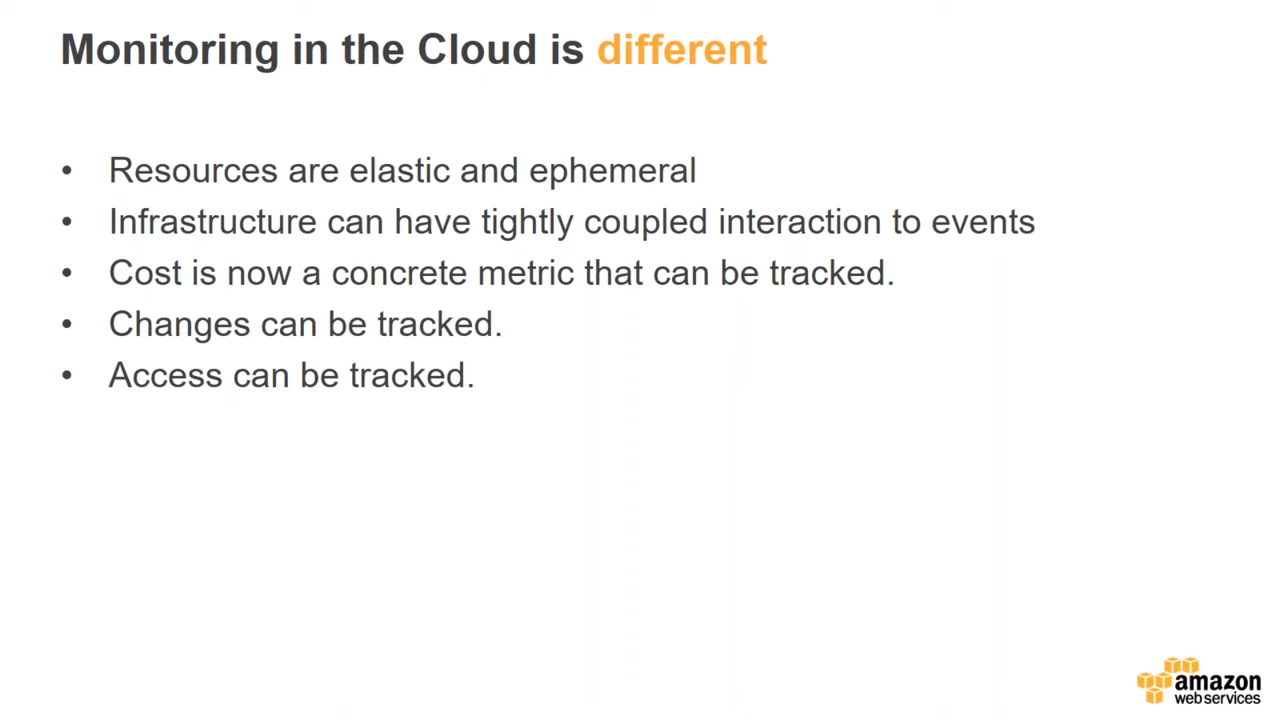 Monitoring in the Cloud is different
• Resources are elastic and ephemeral
• Infrastructure can have tightly coupled interaction to events
• Cost is now a concrete metric that can be tracked.
• Changes can be tracked.
• Access can be tracked.
amazon
webservices